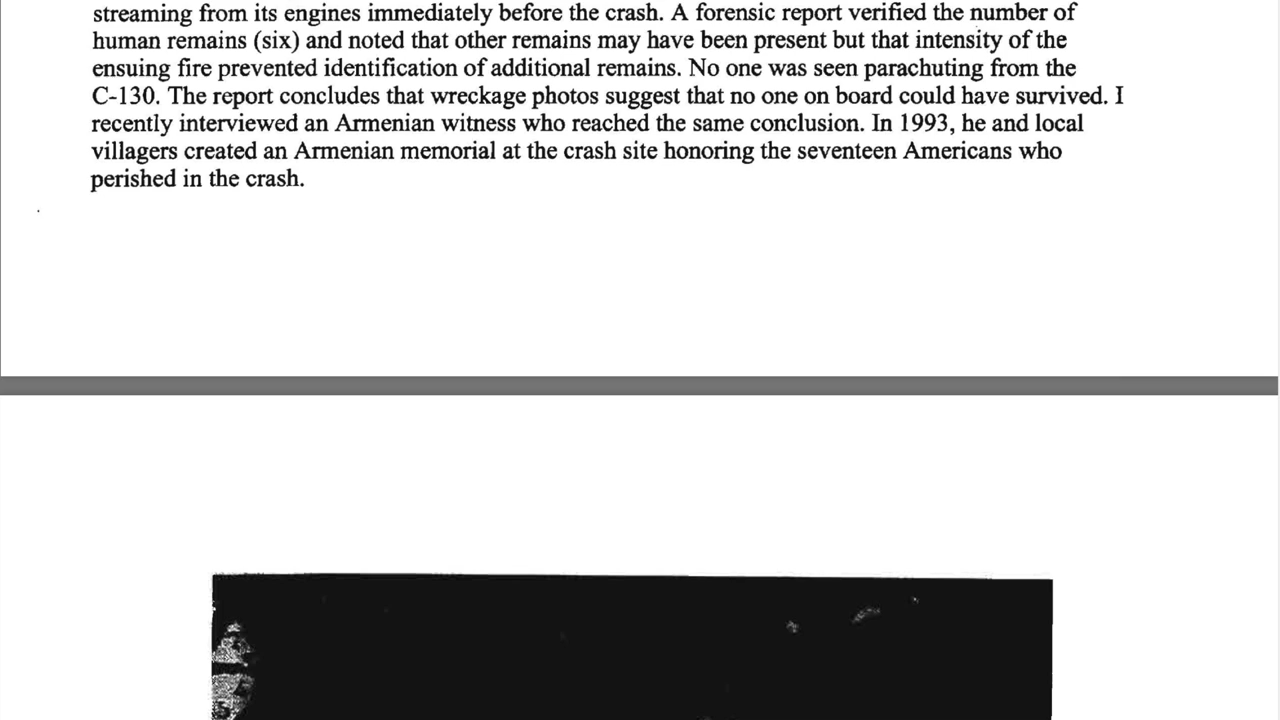 streaming from its engines immediately before the crash. A forensic report verified the number of
human remains (six) and noted that other remains may have been present but that intensity of the
ensuing fire prevented identification of additional remains. No one was seen parachuting from the
C-130. The report concludes that wreckage photos suggest that no one on board could have survived. I
recently interviewed an Armenian witness who reached the same conclusion. In 1993, he and local
villagers created an Armenian memorial at the crash site honoring the seventeen Americans who
perished in the crash.